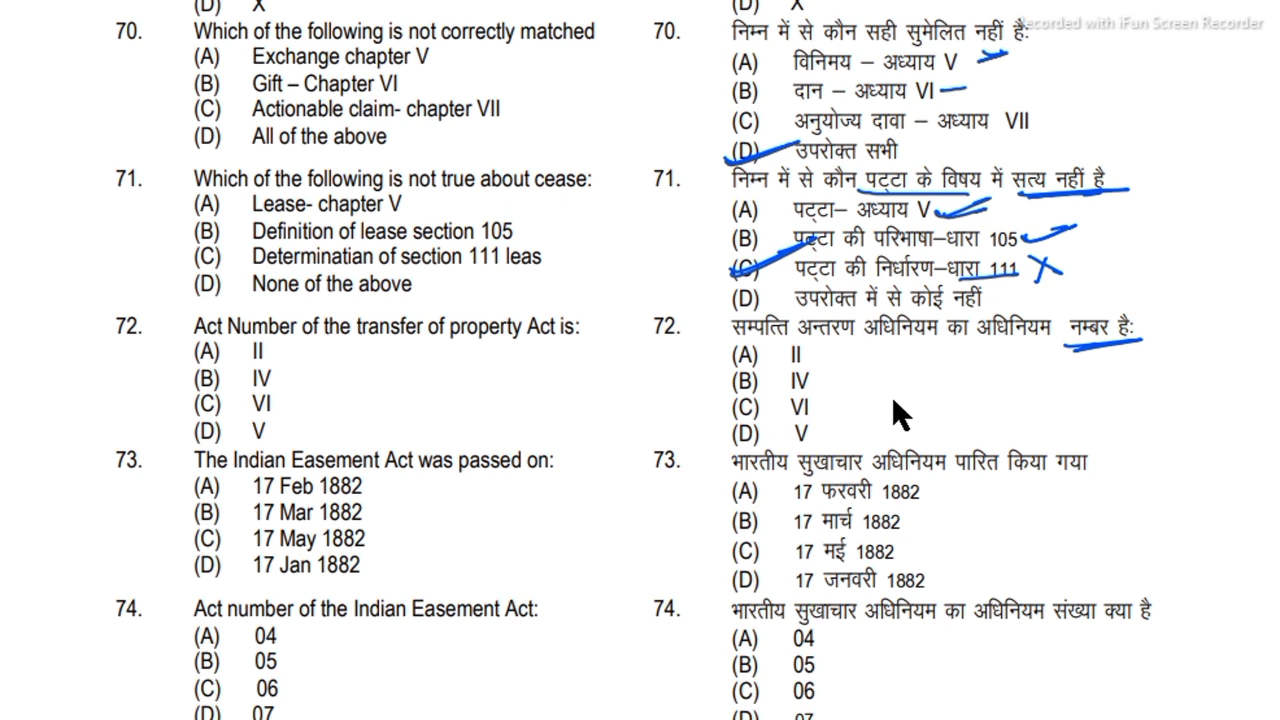 (D) X
70. Which of the following is not correctly matched
(A) Exchange chapter V
(B) Gift – Chapter VI
(C) Actionable claim- chapter VII
(D) All of the above
71. Which of the following is not true about cease:
(A) Lease- chapter V
(B) Definition of lease section 105
(C) Determinatian of section 111 leas
(D) None of the above
72. Act Number of the transfer of property Act is:
(A) II
(B) IV
(C) VI
(D) V
73. The Indian Easement Act was passed on:
(A) 17 Feb 1882
(B) 17 Mar 1882
(C) 17 May 1882
(D) 17 Jan 1882
74. Act number of the Indian Easement Act:
(A) 04
(B) 05
(C) 06
(D) 07
(D) X
Recorded with iFun Screen Recorder
70. निम्न में से कौन सही सुमेलित नहीं है:
(A) विनिमय – अध्याय V
(B) दान – अध्याय VI
(C) अनुयोज्य दावा – अध्याय VII
(D) उपरोक्त सभी
71. निम्न में से कौन पट्टा के विषय में सत्य नहीं है
(A) पट्टा– अध्याय V
(B) पट्टा की परिभाषा–धारा 105
(C) पट्टा की निर्धारण–धारा 111
(D) उपरोक्त में से कोई नहीं
72. सम्पत्ति अन्तरण अधिनियम का अधिनियम नम्बर है:
(A) II
(B) IV
(C) VI
(D) V
73. भारतीय सुखाचार अधिनियम पारित किया गया
(A) 17 फरवरी 1882
(B) 17 मार्च 1882
(C) 17 मई 1882
(D) 17 जनवरी 1882
74. भारतीय सुखाचार अधिनियम का अधिनियम संख्या क्या है
(A) 04
(B) 05
(C) 06
(D) 07